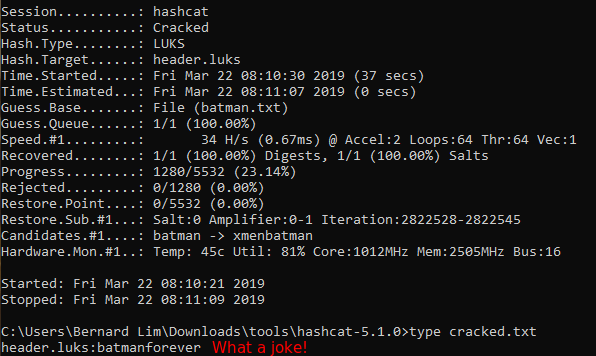 Session..........: hashcat
Status...........: Cracked
Hash.Type........: LUKS
Hash.Target......: header.luks
Time.Started.....: Fri Mar 22 08:10:30 2019 (37 secs)
Time.Estimated...: Fri Mar 22 08:11:07 2019 (0 secs)
Guess.Base.......: File (batman.txt)
Guess.Queue......: 1/1 (100.00%)
Speed.#1.........:       34 H/s (0.67ms) @ Accel:2 Loops:64 Thr:64 Vec:1
Recovered........: 1/1 (100.00%) Digests, 1/1 (100.00%) Salts
Progress.........: 1280/5532 (23.14%)
Rejected.........: 0/1280 (0.00%)
Restore.Point....: 0/5532 (0.00%)
Restore.Sub.#1...: Salt:0 Amplifier:0-1 Iteration:2822528-2822545
Candidates.#1....: batman -> xmenbatman
Hardware.Mon.#1..: Temp: 45c Util: 81% Core:1012MHz Mem:2505MHz Bus:16
Started: Fri Mar 22 08:10:21 2019
Stopped: Fri Mar 22 08:11:09 2019
C:\Users\Bernard Lim\Downloads\tools\hashcat-5.1.0>type cracked.txt
header.luks:batmanforever What a joke!